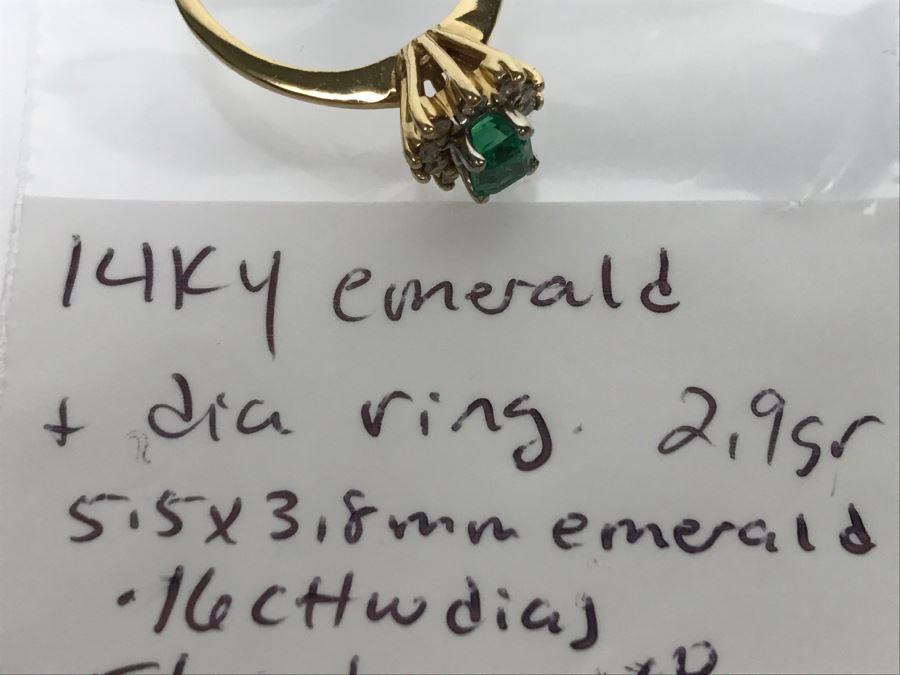 14KY emerald
+ dia ring. 2.9gr
5.5x3.8mm emerald
.16cttw dias